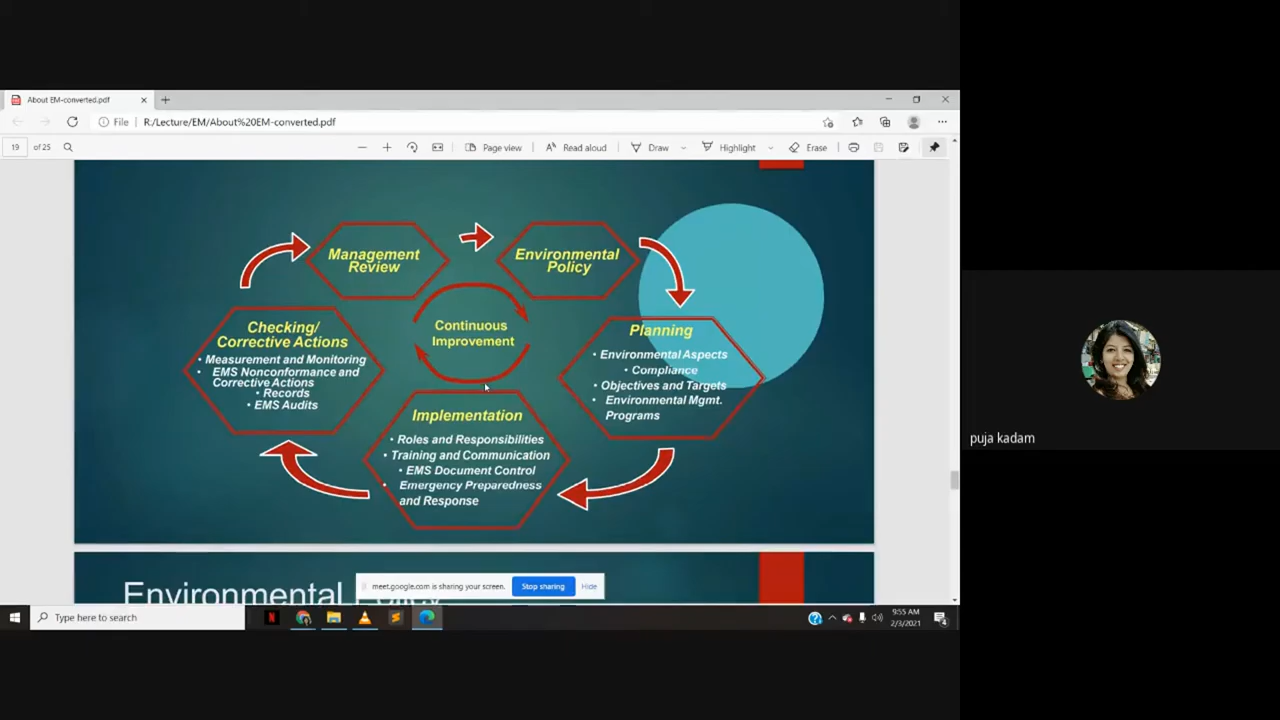 About EM-converted.pdf
File R:/Lecture/EM/About%20EM-converted.pdf
19 of 25
Page view
Read aloud
Draw
Highlight
Erase
Management
Review
Environmental
Policy
Checking/
Corrective Actions
• Measurement and Monitoring
• EMS Nonconformance and
Corrective Actions
• Records
• EMS Audits
Continuous
Improvement
Planning
• Environmental Aspects
• Compliance
• Objectives and Targets
• Environmental Mgmt.
Programs
Implementation
• Roles and Responsibilities
• Training and Communication
• EMS Document Control
• Emergency Preparedness
and Response
puja kadam
Environmental Policy
meet.google.com is sharing your screen.
Stop sharing
Hide
Type here to search
9:55 AM
2/3/2021
4